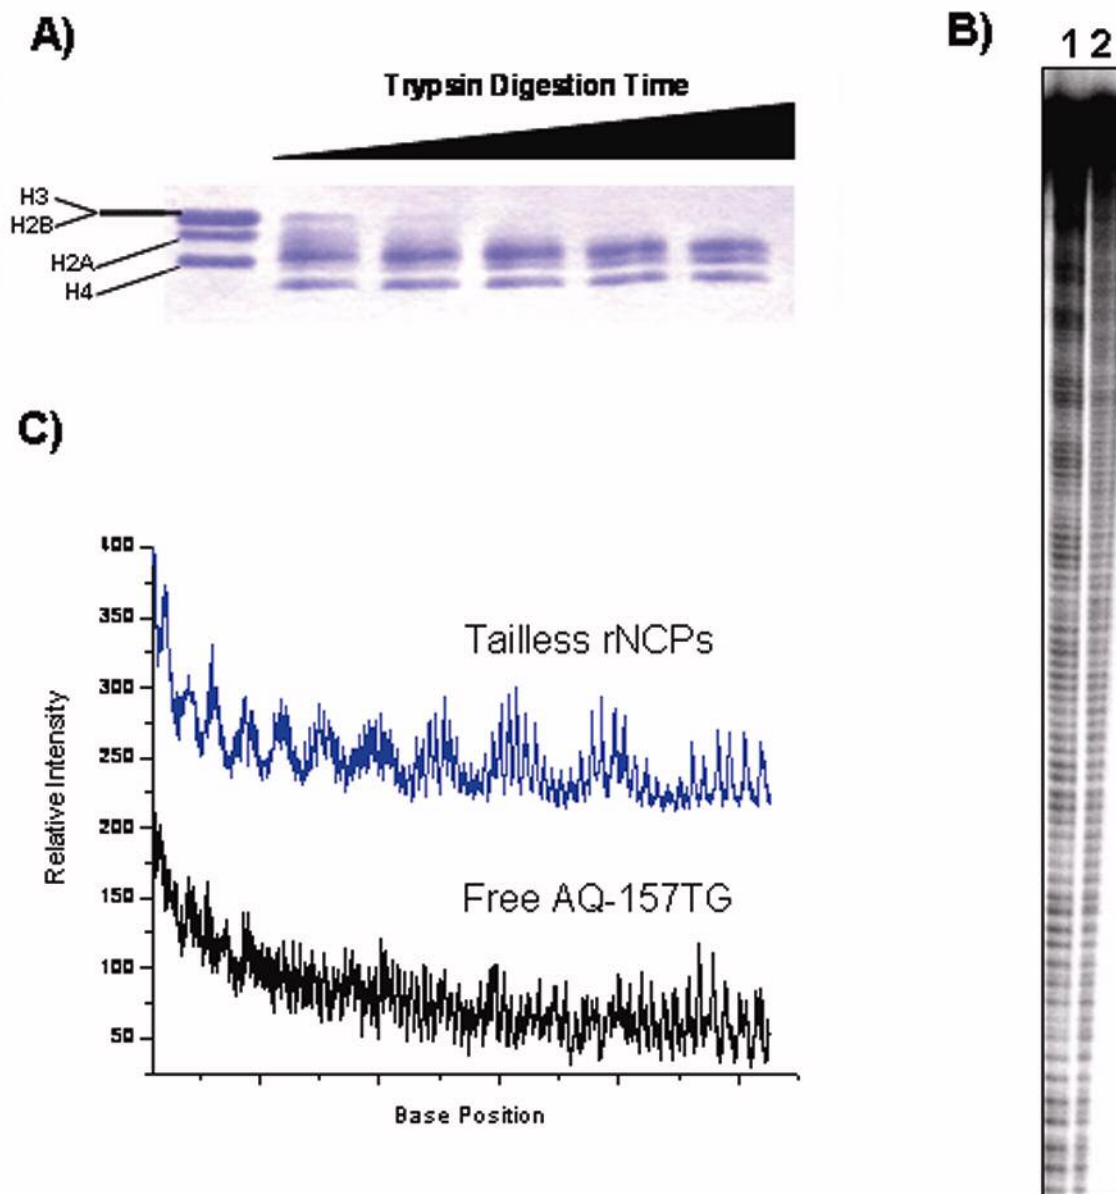 A)
Trypsin Digestion Time
H3
H2B
H2A
H4
B)
1 2
C)
400
350
300
250
200
150
100
50
Relative Intensity
Tailless rNCPs
Free AQ-157TG
Base Position